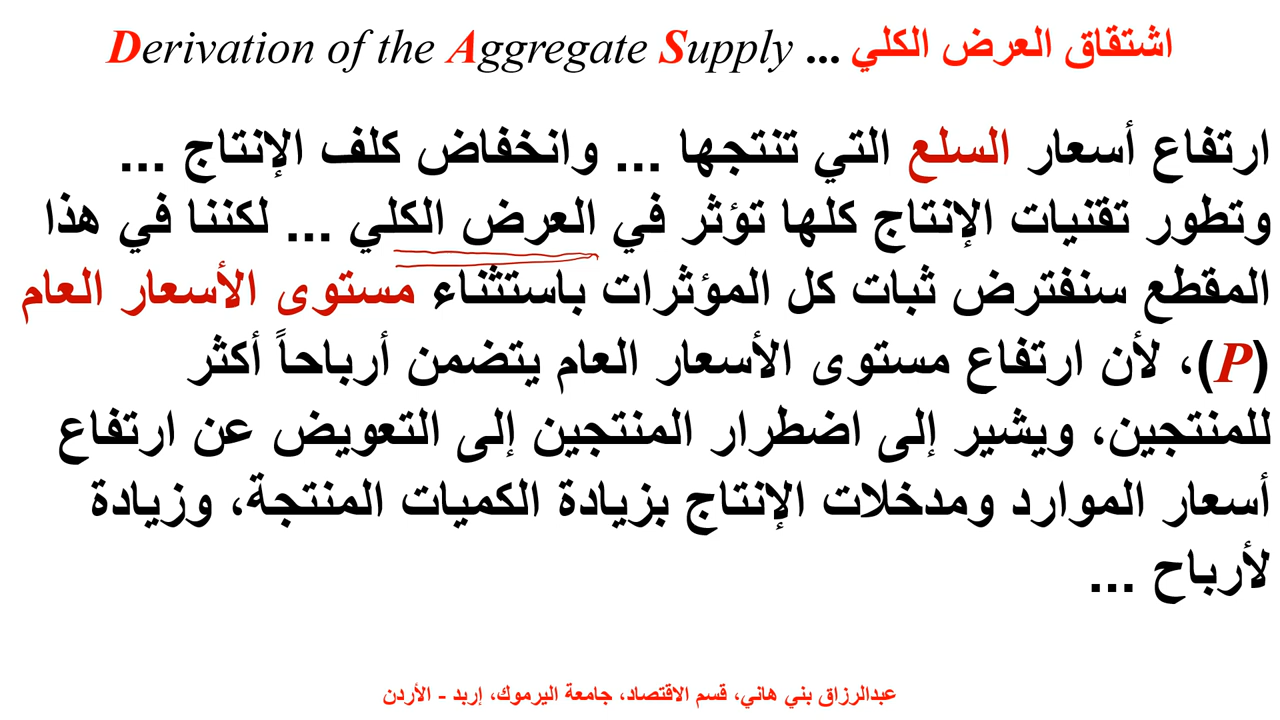 اشتقاق العرض الكلي ... Derivation of the Aggregate Supply
ارتفاع أسعار السلع التي تنتجها ... وانخفاض كلف الإنتاج ...
وتطور تقنيات الإنتاج كلها تؤثر في العرض الكلي ... لكننا في هذا
المقطع سنفترض ثبات كل المؤثرات باستثناء مستوى الأسعار العام
(P)، لأن ارتفاع مستوى الأسعار العام يتضمن أرباحاً أكثر
للمنتجين، ويشير إلى اضطرار المنتجين إلى التعويض عن ارتفاع
أسعار الموارد ومدخلات الإنتاج بزيادة الكميات المنتجة، وزيادة
لأرباح ...
عبدالرزاق بني هاني، قسم الاقتصاد، جامعة اليرموك، إربد - الأردن